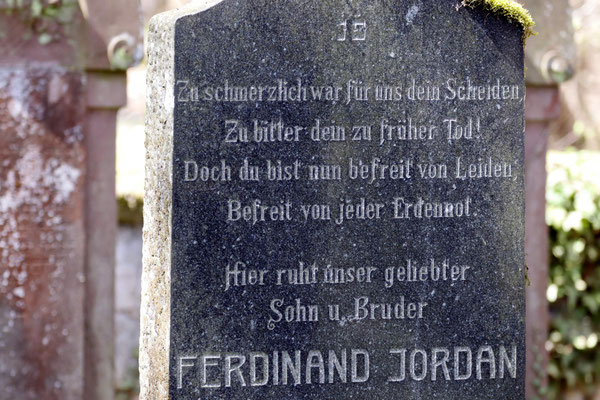 Zu schmerzlich war für uns dein Scheiden,
Zu bitter dein zu früher Tod!
Doch du bist nun befreit von Leiden,
Befreit von jeder Erdennot.
Hier ruht unser geliebter
Sohn u. Bruder
FERDINAND JORDAN